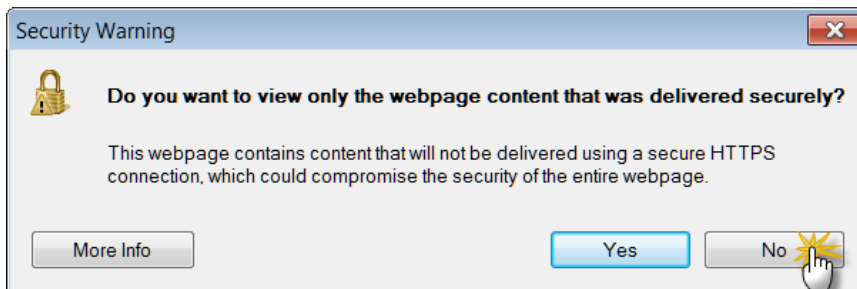 Security Warning
Do you want to view only the webpage content that was delivered securely?
This webpage contains content that will not be delivered using a secure HTTPS
connection, which could compromise the security of the entire webpage.
More Info
Yes
No